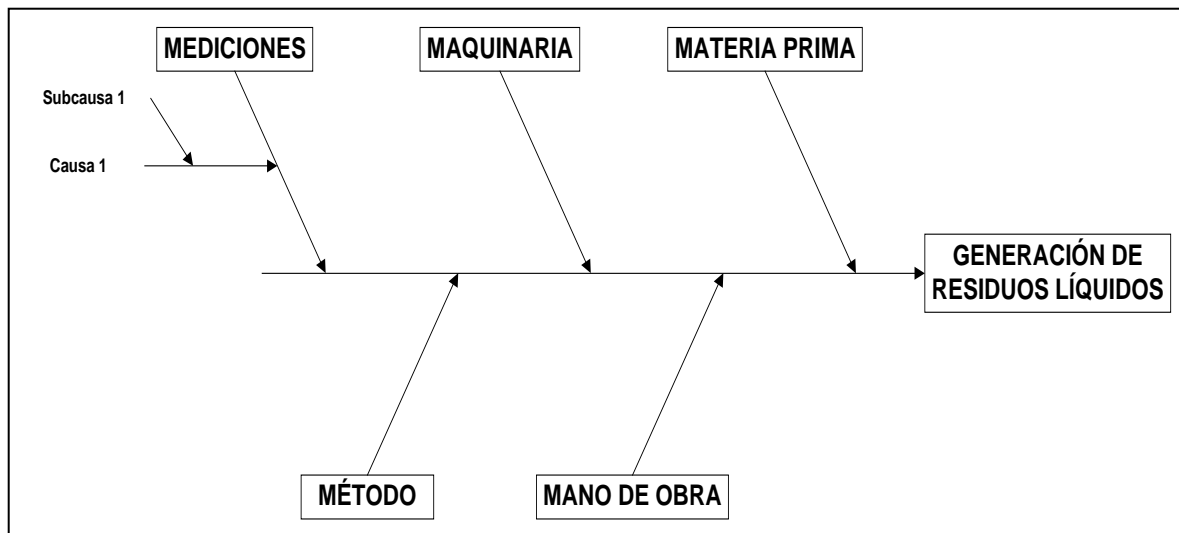 MEDICIONES
MAQUINARIA
MATERIA PRIMA
Subcausa 1
Causa 1
GENERACIÓN DE
RESIDUOS LÍQUIDOS
MÉTODO
MANO DE OBRA